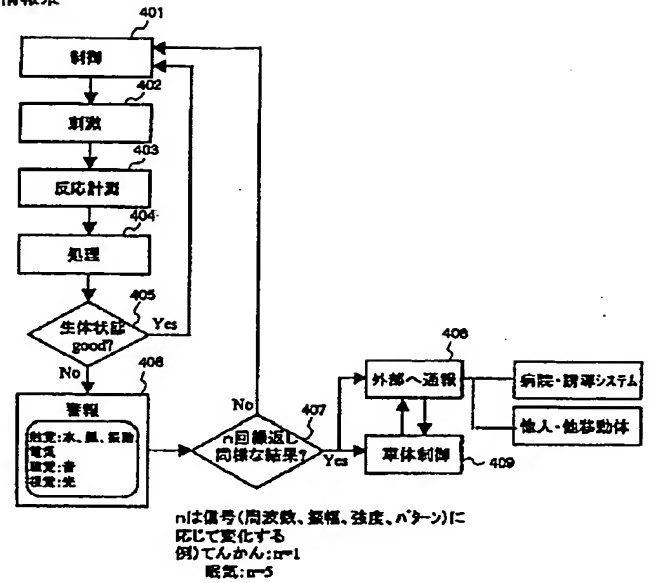 401
制御
402
刺激
403
反応計測
404
処理
405
生体状態
good?
Yes
No
406
警報
触覚:水、風、振動
電気
聴覚:音
視覚:光
No
407
n回繰返し
同様な結果?
Yes
408
外部へ通報
車体制御
409
病院・誘導システム
他人・他移動体
nは信号(周波数、振幅、強度、パターン)に
応じて変化する
例)てんかん:n=1
眠気:n=5